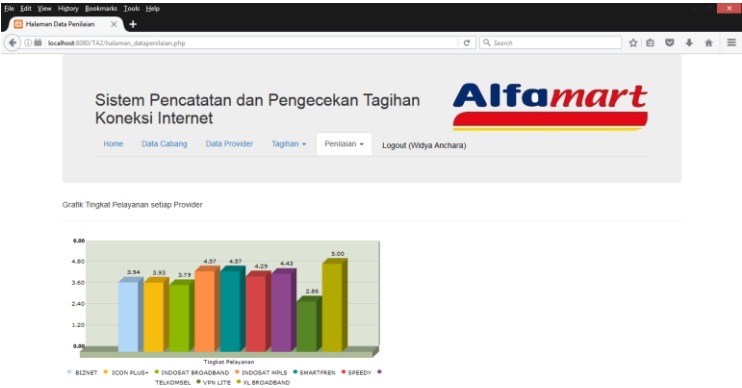 File Edit View History Bookmarks Tools Help
Halaman Data Penilaian
localhost:8080/TA2/halaman_datapenilaian.php
Search
Sistem Pencatatan dan Pengecekan Tagihan
Koneksi Internet
Alfamart
Home Data Cabang Data Provider Tagihan Penilaian Logout (Widya Anchara)
Grafik Tingkat Pelayanan setiap Provider
6.00
4.80
3.60
2.40
1.20
0.00
3.94 3.93 3.79 4.57 4.57 4.29 4.43 2.86 5.00
Tingkat Pelayanan
BIZNET ICON PLUS+ INDOSAT BROADBAND INDOSAT MPLS SMARTFREN SPEEDY
TELKOMSEL VPN LITE XL BROADBAND